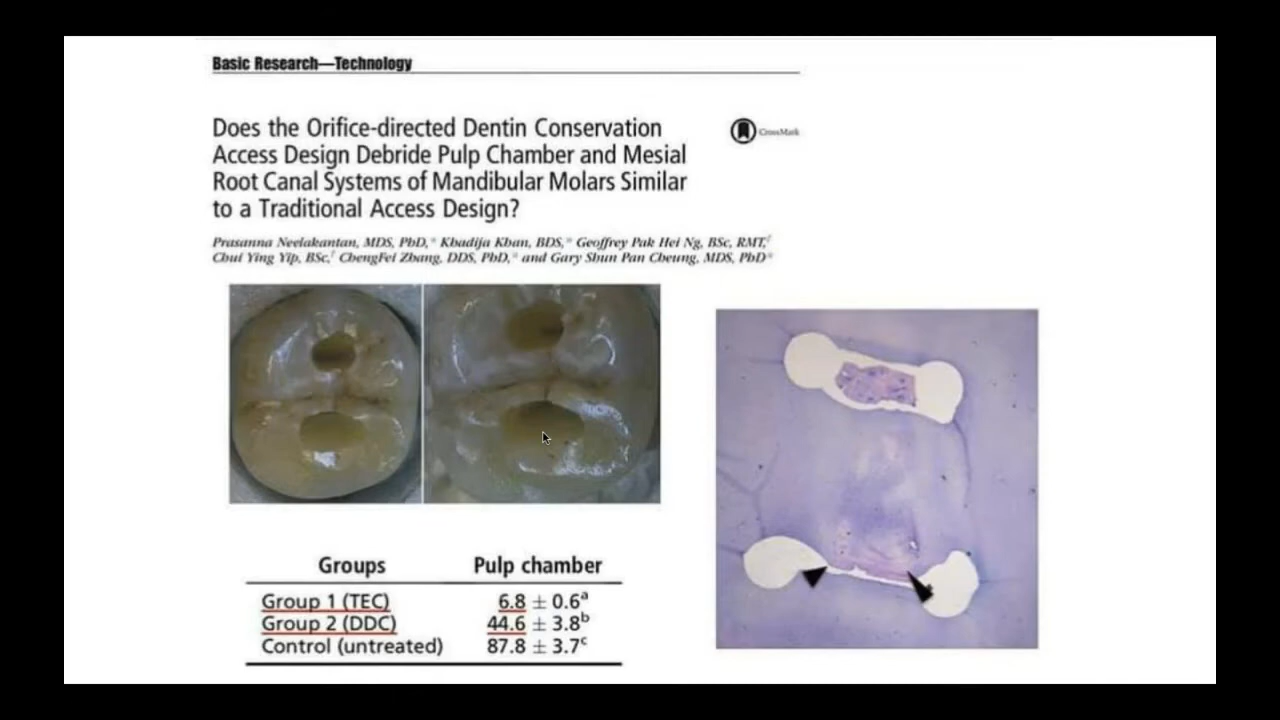 Basic Research—Technology
Does the Orifice-directed Dentin Conservation
Access Design Debride Pulp Chamber and Mesial
Root Canal Systems of Mandibular Molars Similar
to a Traditional Access Design?
CrossMark
Prasanna Neelakantan, MDS, PhD,* Khadija Khan, BDS,* Geoffrey Pak Hei Ng, BSc, RMT,†
Chui Ying Yip, BSc,† ChengFei Zhang, DDS, PhD,* and Gary Shun Pan Cheung, MDS, PhD*
Groups Pulp chamber
Group 1 (TEC) 6.8 ± 0.6ᵃ
Group 2 (DDC) 44.6 ± 3.8ᵇ
Control (untreated) 87.8 ± 3.7ᶜ